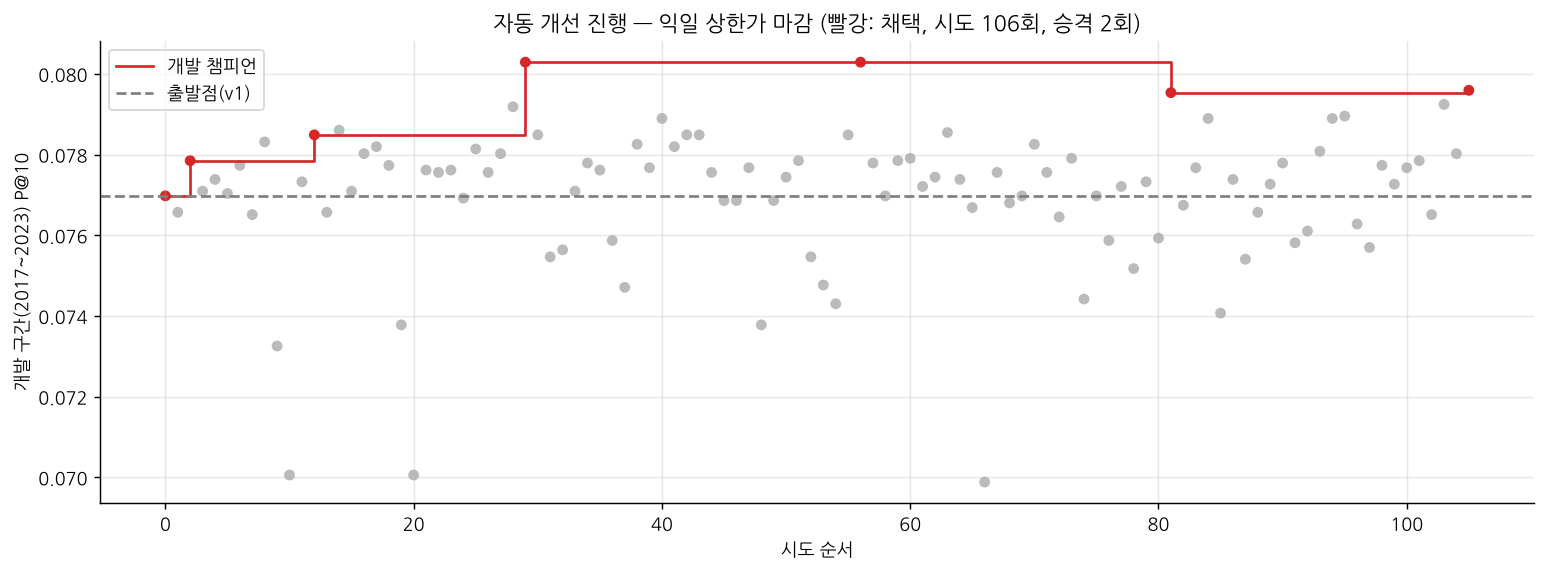 자동 개선 진행 — 익일 상한가 마감 (빨강: 채택, 시도 106회, 승격 2회)
개발 챔피언
출발점(v1)
개발 구간(2017~2023) P@10
0.080
0.078
0.076
0.074
0.072
0.070
0 20 40 60 80 100
시도 순서